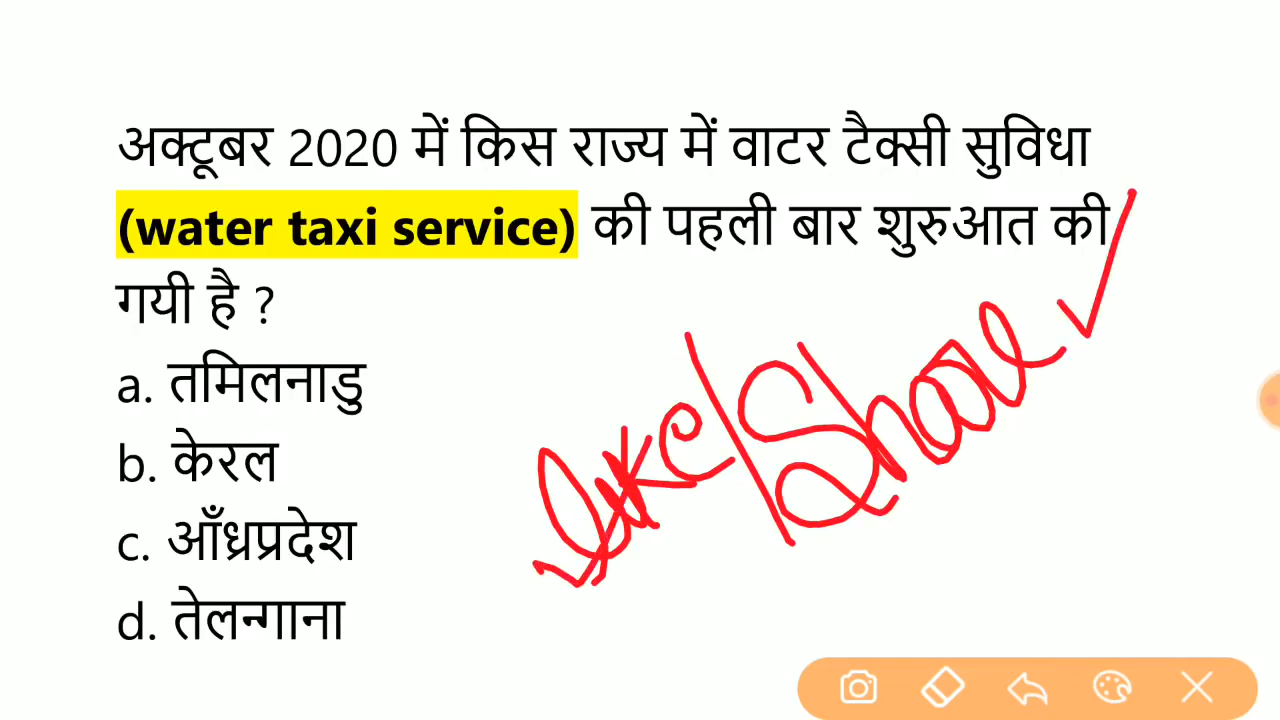 अक्टूबर 2020 में किस राज्य में वाटर टैक्सी सुविधा
(water taxi service) की पहली बार शुरुआत की
गयी है ?
a. तमिलनाडु
b. केरल
c. आँध्रप्रदेश
d. तेलन्गाना
Like/Share